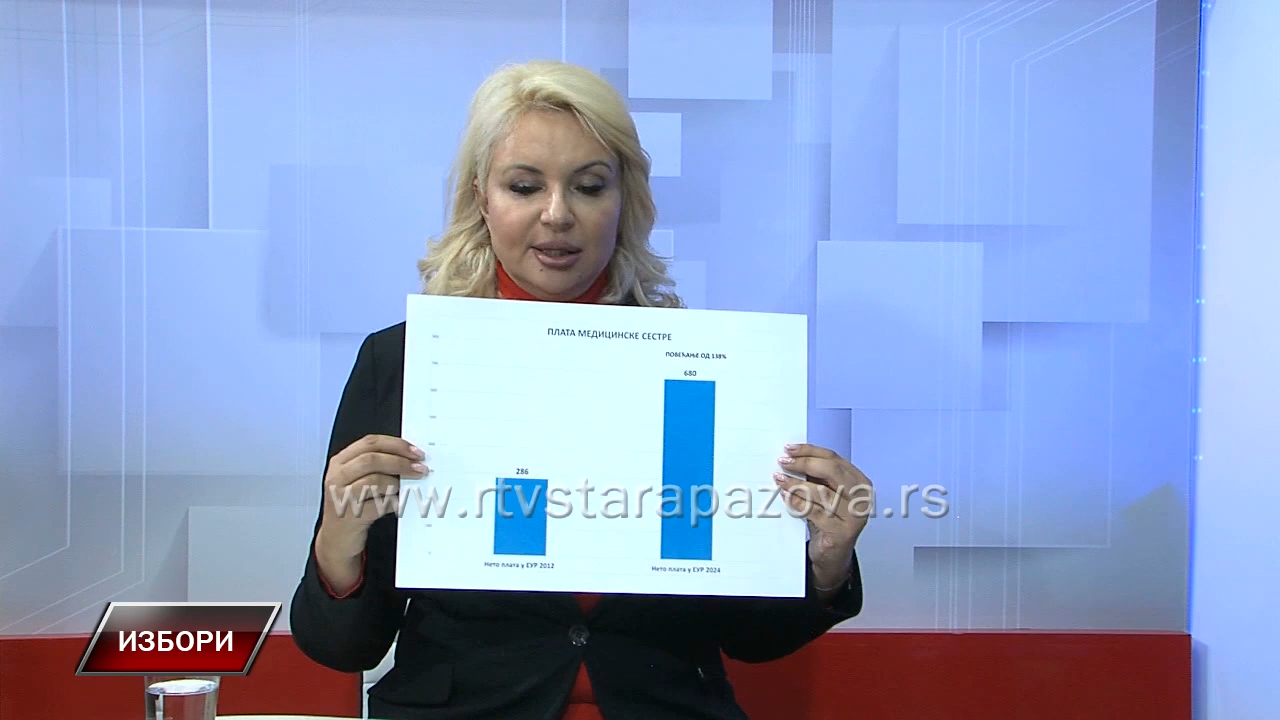 ПЛАТА МЕДИЦИНСКЕ СЕСТРЕ
ПОВЕЋАЊЕ ОД 138%
680
286
www.rtvstarapazova.rs
Нето плата у ЕУР 2012
Нето плата у ЕУР 2024
ИЗБОРИ